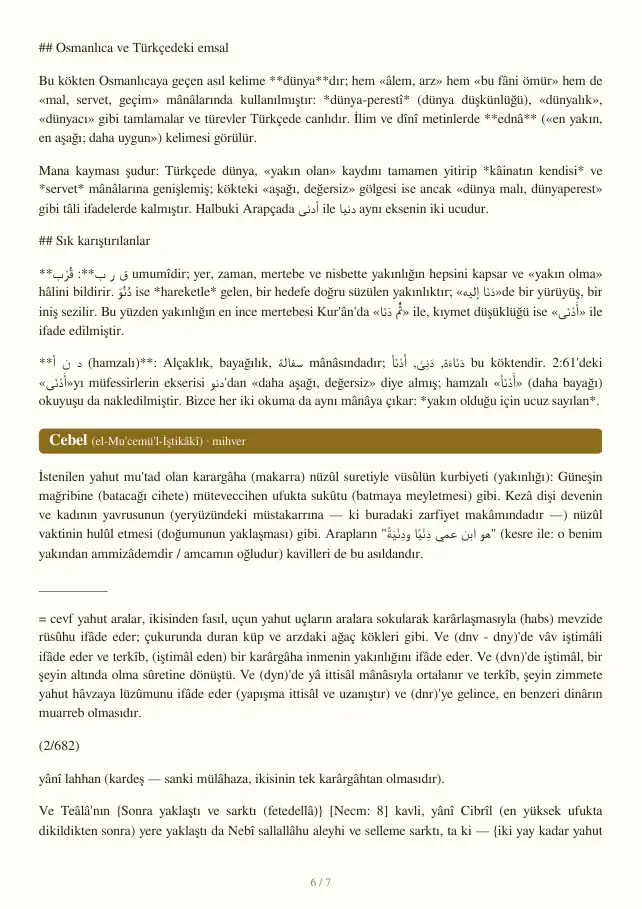 ## Osmanlıca ve Türkçedeki emsal
Bu kökten Osmanlıcaya geçen asıl kelime **dünya**dır; hem «âlem, arz» hem «bu fâni ömür» hem de
«mal, servet, geçim» mânâlarında kullanılmıştır: *dünya-perestî* (dünya düşkünlüğü), «dünyalık»,
«dünyacı» gibi tamlamalar ve türevler Türkçede canlıdır. İlim ve dînî metinlerde **ednâ** («en yakın,
en aşağı; daha uygun») kelimesi görülür.
Mana kayması şudur: Türkçede dünya, «yakın olan» kaydını tamamen yitirip *kâinatın kendisi* ve
*servet* mânâlarına genişlemiş; kökteki «aşağı, değersiz» gölgesi ise ancak «dünya malı, dünyaperest»
gibi tâli ifadelerde kalmıştır. Halbuki Arapçada أدنى ile دنيا aynı eksenin iki ucudur.
## Sık karıştırılanlar
**ق ر ب**: قُرْب umumîdir; yer, zaman, mertebe ve nisbette yakınlığın hepsini kapsar ve «yakın olma»
hâlini bildirir. دُنُوّ ise *hareketle* gelen, bir hedefe doğru süzülen yakınlıktır; «دَنَا إليه»de bir yürüyüş, bir
iniş sezilir. Bu yüzden yakınlığın en ince mertebesi Kur'ân'da «ثُمَّ دَنَا» ile, kıymet düşüklüğü ise «أَدْنَى» ile
ifade edilmiştir.
**د ن أ (hamzalı)**: Alçaklık, bayağılık, سفالة mânâsındadır; دَنَاءَة, دَنِيْءٌ, أَدْنَأ bu köktendir. 2:61'deki
«أَدْنَى»yı müfessirlerin ekserisi دنو'dan «daha aşağı, değersiz» diye almış; hamzalı «أَدْنَأ» (daha bayağı)
okuyuşu da nakledilmiştir. Bizce her iki okuma da aynı mânâya çıkar: *yakın olduğu için ucuz sayılan*.
Cebel (el-Mu'cemü'l-İştikâkî) · mihver
İstenilen yahut mu'tad olan karargâha (makarra) nüzûl suretiyle vüsûlün kurbiyeti (yakınlığı): Güneşin
mağribine (batacağı cihete) müteveccihen ufukta sukûtu (batmaya meyletmesi) gibi. Kezâ dişi devenin
ve kadının yavrusunun (yeryüzündeki müstakarrına — ki buradaki zarfiyet makâmındadır —) nüzûl
vaktinin hulûl etmesi (doğumunun yaklaşması) gibi. Arapların "هو ابن عمي دِنْيًا ودِنْيَةً" (kesre ile: o benim
yakından ammizâdemdir / amcamın oğludur) kavilleri de bu asıldandır.
= cevf yahut aralar, ikisinden fasıl, uçun yahut uçların aralara sokularak karârlaşmasıyla (habs) mevzide
rüsûhu ifâde eder; çukurunda duran küp ve arzdaki ağaç kökleri gibi. Ve (dnv - dny)'de vâv iştimâli
ifâde eder ve terkîb, (iştimâl eden) bir karargâha inmenin yakınlığını ifâde eder. Ve (dvn)'de iştimâl, bir
şeyin altında olma sûretine dönüştü. Ve (dyn)'de yâ ittisâl mânâsıyla ortalanır ve terkîb, şeyin zimmete
yahut hâvzaya lüzûmunu ifâde eder (yapışma ittisâl ve uzanıştır) ve (dnr)'ye gelince, en benzeri dinârın
muarreb olmasıdır.
(2/682)
yânî lahhan (kardeş — sanki mülâhaza, ikisinin tek karârgâhtan olmasıdır).
Ve Teâlâ'nın {Sonra yaklaştı ve sarktı (fetedellâ)} [Necm: 8] kavli, yânî Cibrîl (en yüksek ufukta
dikildikten sonra) yere yaklaştı da Nebî sallallâhu aleyhi ve selleme sarktı, ta ki — {iki yay kadar yahut
6 / 7